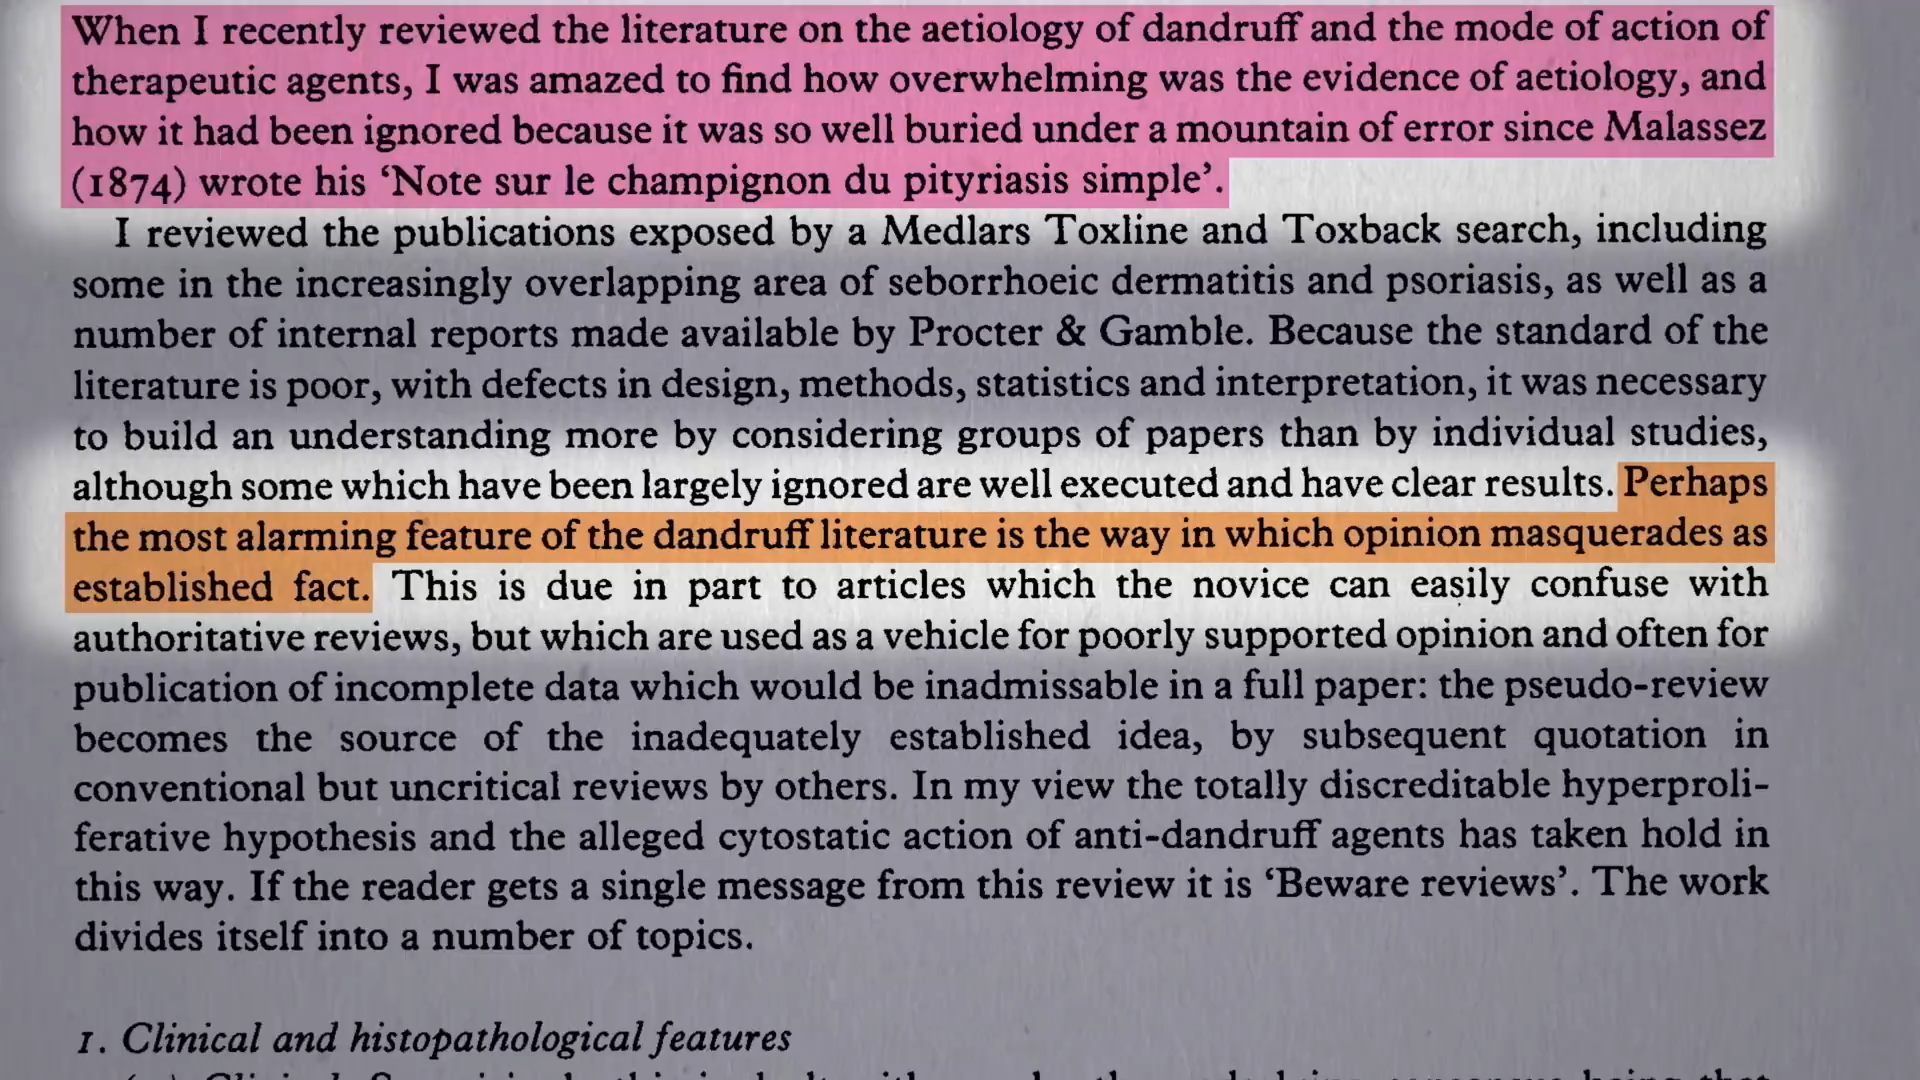 When I recently reviewed the literature on the aetiology of dandruff and the mode of action of
therapeutic agents, I was amazed to find how overwhelming was the evidence of aetiology, and
how it had been ignored because it was so well buried under a mountain of error since Malassez
(1874) wrote his ‘Note sur le champignon du pityriasis simple’.
I reviewed the publications exposed by a Medlars Toxline and Toxback search, including
some in the increasingly overlapping area of seborrhoeic dermatitis and psoriasis, as well as a
number of internal reports made available by Procter & Gamble. Because the standard of the
literature is poor, with defects in design, methods, statistics and interpretation, it was necessary
to build an understanding more by considering groups of papers than by individual studies,
although some which have been largely ignored are well executed and have clear results. Perhaps
the most alarming feature of the dandruff literature is the way in which opinion masquerades as
established fact. This is due in part to articles which the novice can easily confuse with
authoritative reviews, but which are used as a vehicle for poorly supported opinion and often for
publication of incomplete data which would be inadmissable in a full paper: the pseudo-review
becomes the source of the inadequately established idea, by subsequent quotation in
conventional but uncritical reviews by others. In my view the totally discreditable hyperproli-
ferative hypothesis and the alleged cytostatic action of anti-dandruff agents has taken hold in
this way. If the reader gets a single message from this review it is ‘Beware reviews’. The work
divides itself into a number of topics.
1. Clinical and histopathological features